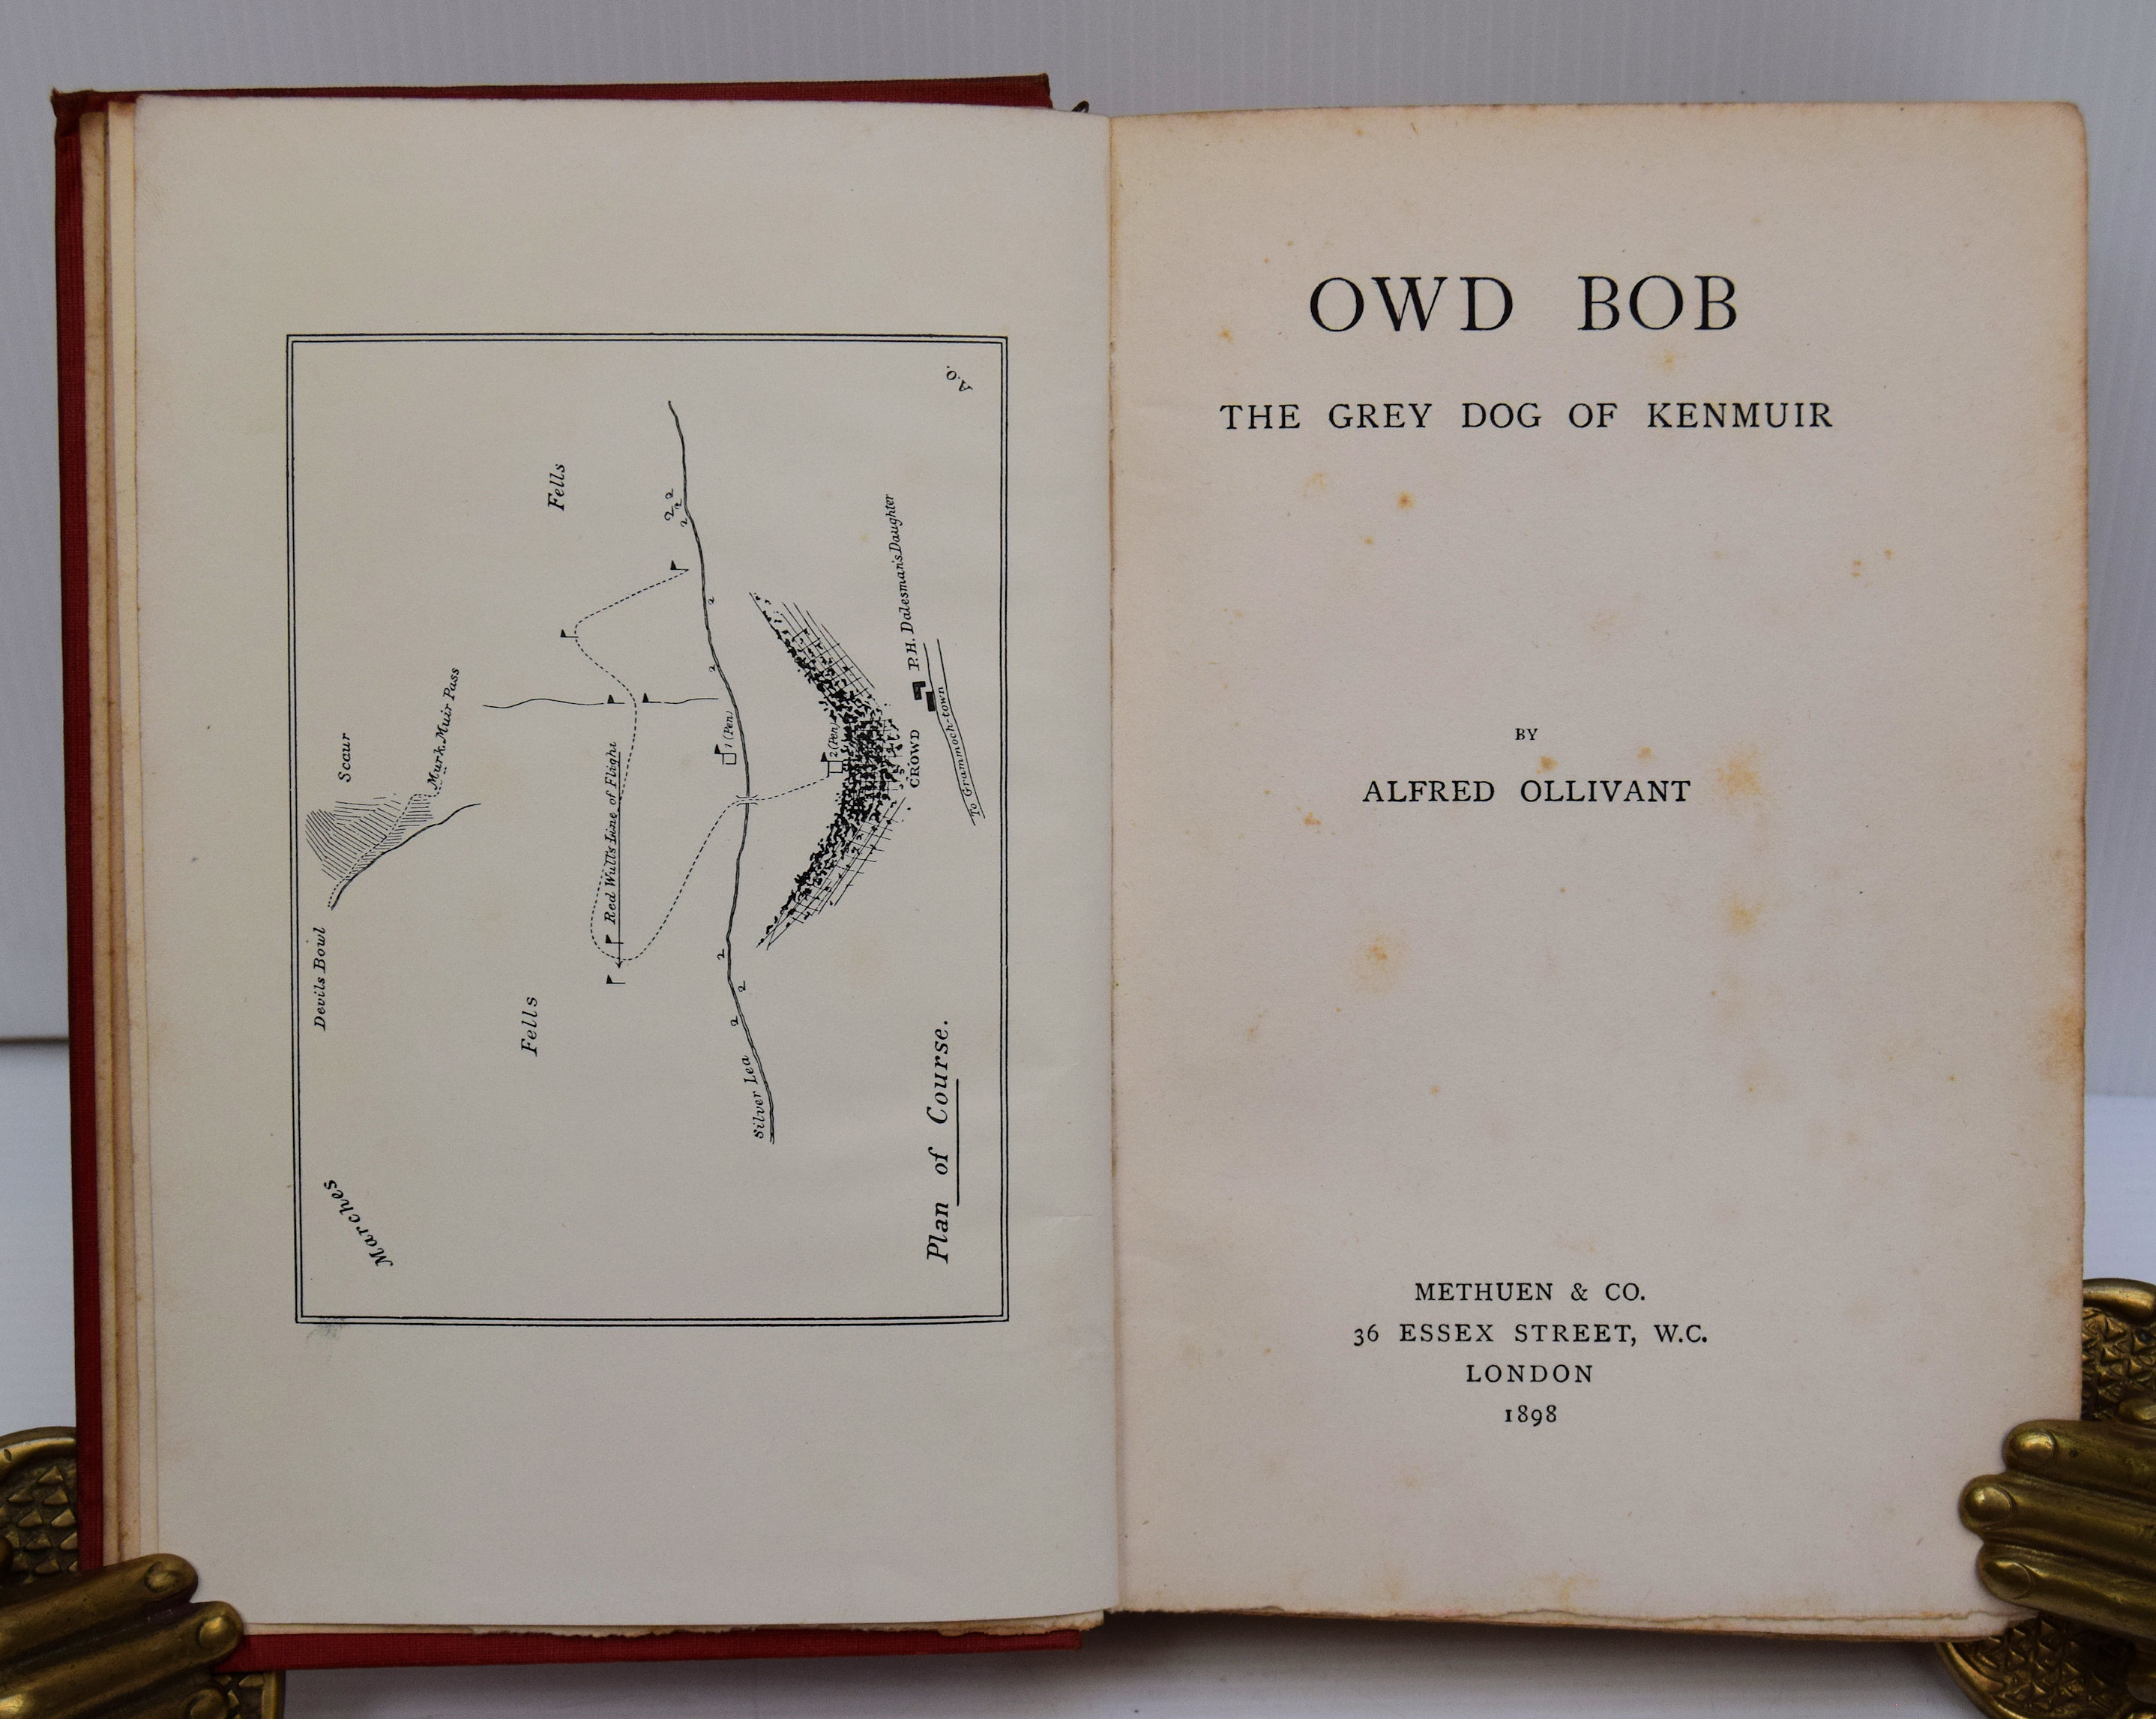 Marches
Devils Bowl
Scaur
Murk Muir Pass
Fells
Fells
Red Wull's Line of Flight
Silver Lea
1 (Pen)
2 (Pen)
CROWD
P.H. Dalesman's Daughter
To Grammoch-town
Plan of Course.
A.O.
OWD BOB
THE GREY DOG OF KENMUIR
BY
ALFRED OLLIVANT
METHUEN & CO.
36 ESSEX STREET, W.C.
LONDON
1898